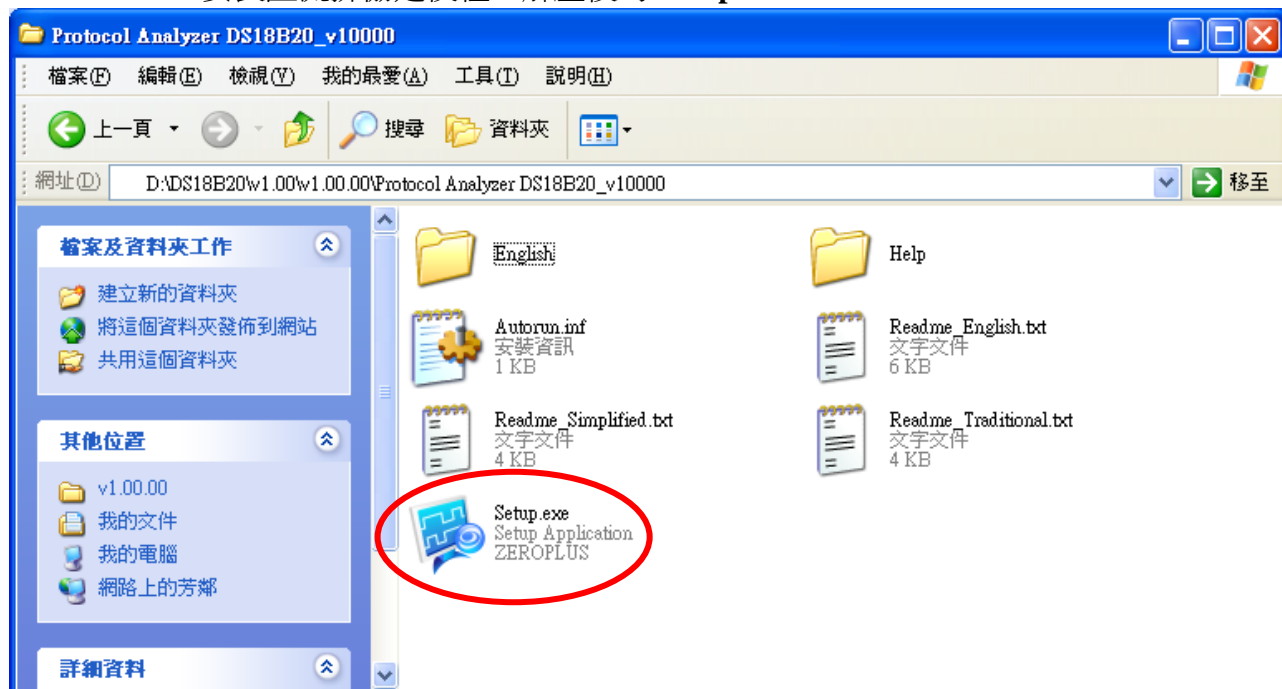 Protocol Analyzer DS18B20_v10000
檔案(F) 編輯(E) 檢視(V) 我的最愛(A) 工具(T) 說明(H)
上一頁 搜尋 資料夾
網址(D) D:\DS18B20\v1.00\v1.00.00\Protocol Analyzer DS18B20_v10000 移至
檔案及資料夾工作
建立新的資料夾
將這個資料夾發佈到網站
共用這個資料夾
其他位置
v1.00.00
我的文件
我的電腦
網路上的芳鄰
詳細資料
English
Help
Autorun.inf
安裝資訊
1 KB
Readme_English.txt
文字文件
6 KB
Readme_Simplified.txt
文字文件
4 KB
Readme_Traditional.txt
文字文件
4 KB
Setup.exe
Setup Application
ZEROPLUS